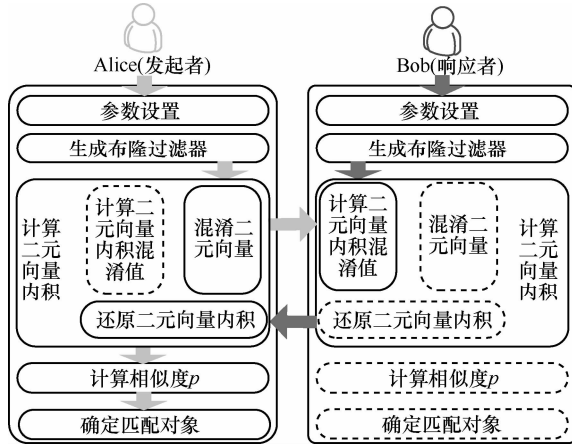 Alice(发起者)
参数设置
生成布隆过滤器
计算
二元
向量
内积
计算二
元向量
内积混
淆值
混淆二
元向量
还原二元向量内积
计算相似度p
确定匹配对象
Bob(响应者)
参数设置
生成布隆过滤器
计算二
元向量
内积混
淆值
混淆二
元向量
计算
二元
向量
内积
还原二元向量内积
计算相似度p
确定匹配对象